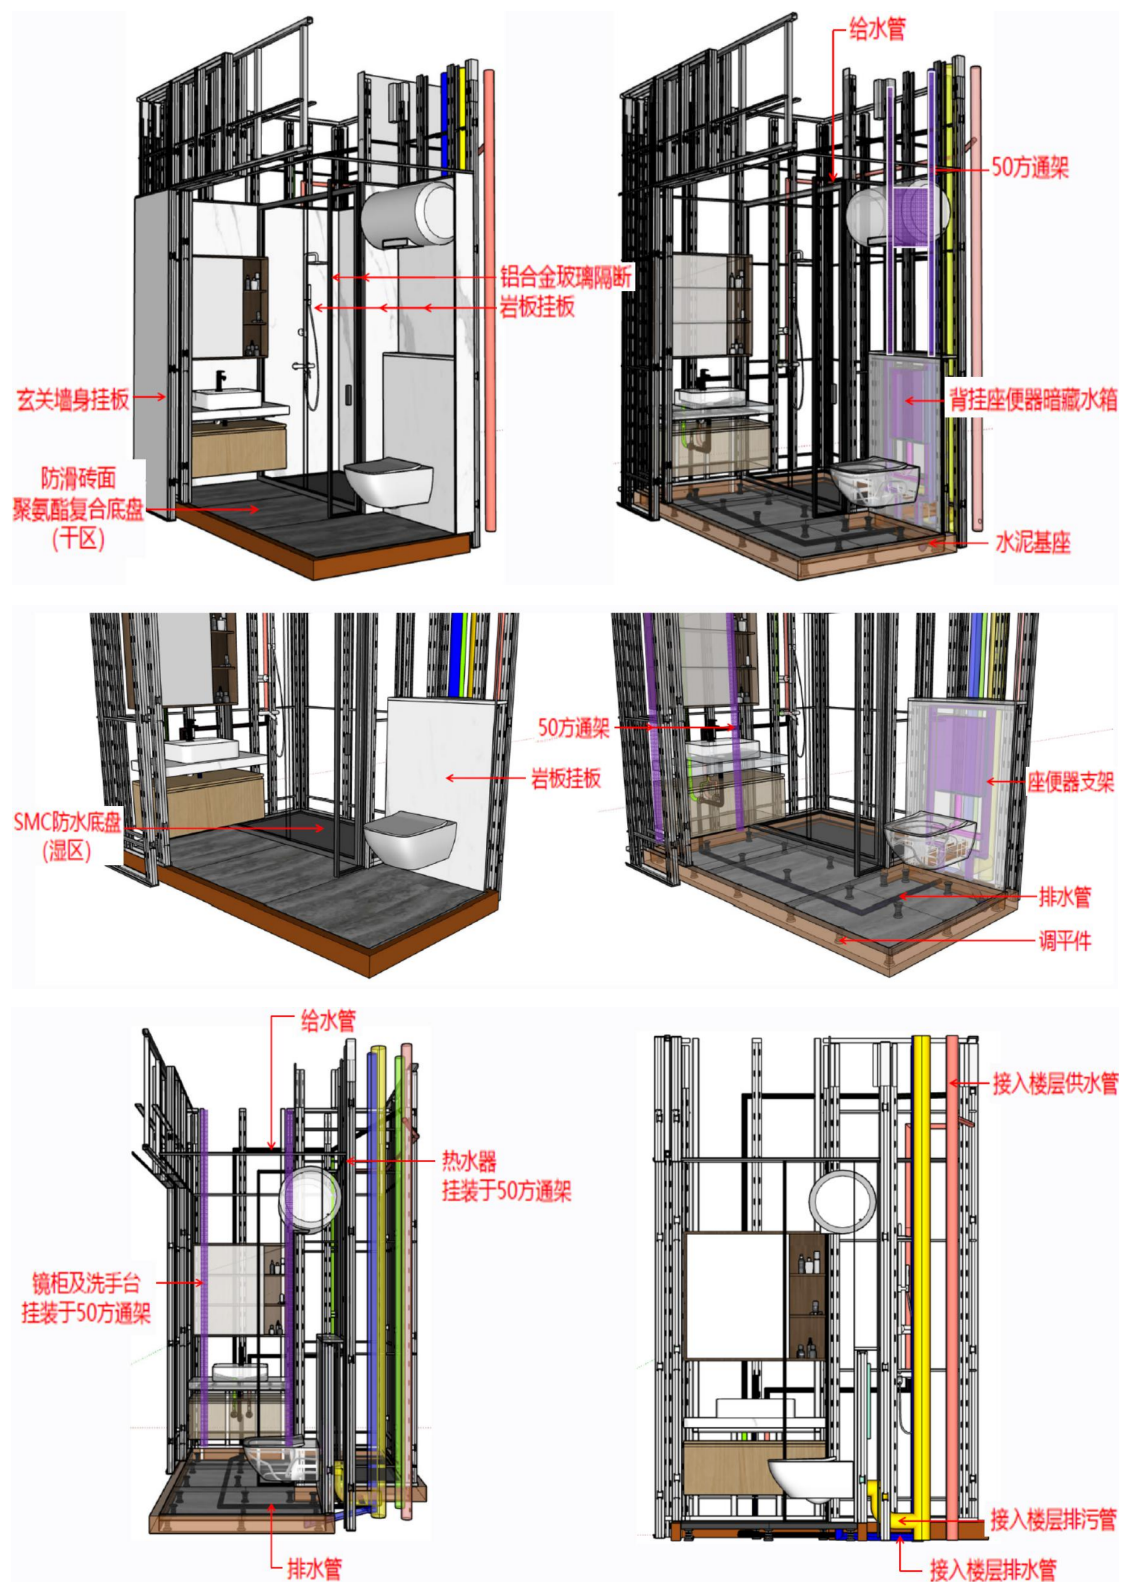 给水管
50方通架
铝合金玻璃隔断
岩板挂板
玄关墙身挂板
背挂座便器暗藏水箱
防滑砖面
聚氨酯复合底盘
(干区)
水泥基座
50方通架
岩板挂板
座便器支架
SMC防水底盘
(湿区)
排水管
调平件
给水管
接入楼层供水管
热水器
挂装于50方通架
镜柜及洗手台
挂装于50方通架
接入楼层排污管
排水管
接入楼层排水管